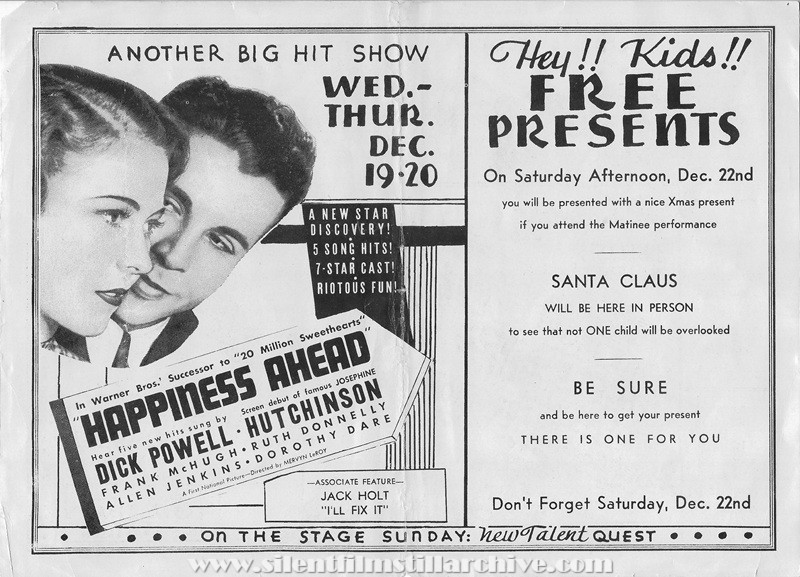 ANOTHER BIG HIT SHOW
WED.-
THUR.
DEC.
19•20
A NEW STAR
DISCOVERY!
•
5 SONG HITS!
•
7-STAR CAST!
RIOTOUS FUN!
In Warner Bros.' Successor to "20 Million Sweethearts"
"HAPPINESS AHEAD"
Hear five new hits sung by
Screen debut of famous JOSEPHINE
DICK POWELL • HUTCHINSON
FRANK McHUGH • RUTH DONNELLY
ALLEN JENKINS • DOROTHY DARE
A First National Picture—Directed by MERVYN LeROY
—ASSOCIATE FEATURE—
JACK HOLT
"I'LL FIX IT"
Hey!! Kids!!
FREE
PRESENTS
On Saturday Afternoon, Dec. 22nd
you will be presented with a nice Xmas present
if you attend the Matinee performance
SANTA CLAUS
WILL BE HERE IN PERSON
to see that not ONE child will be overlooked
BE SURE
and be here to get your present
THERE IS ONE FOR YOU
Don't Forget Saturday, Dec. 22nd
• • • • ON THE STAGE SUNDAY: new Talent QUEST • • • •
www.silentfilmstillarchive.com